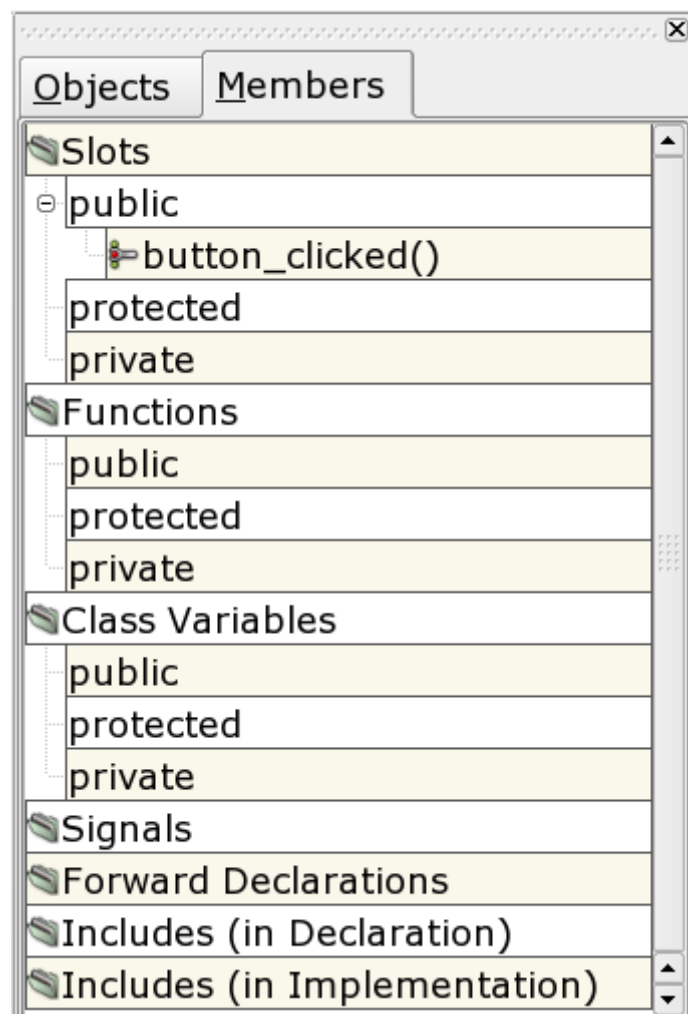 Objects Members
Slots
public
button_clicked()
protected
private
Functions
public
protected
private
Class Variables
public
protected
private
Signals
Forward Declarations
Includes (in Declaration)
Includes (in Implementation)